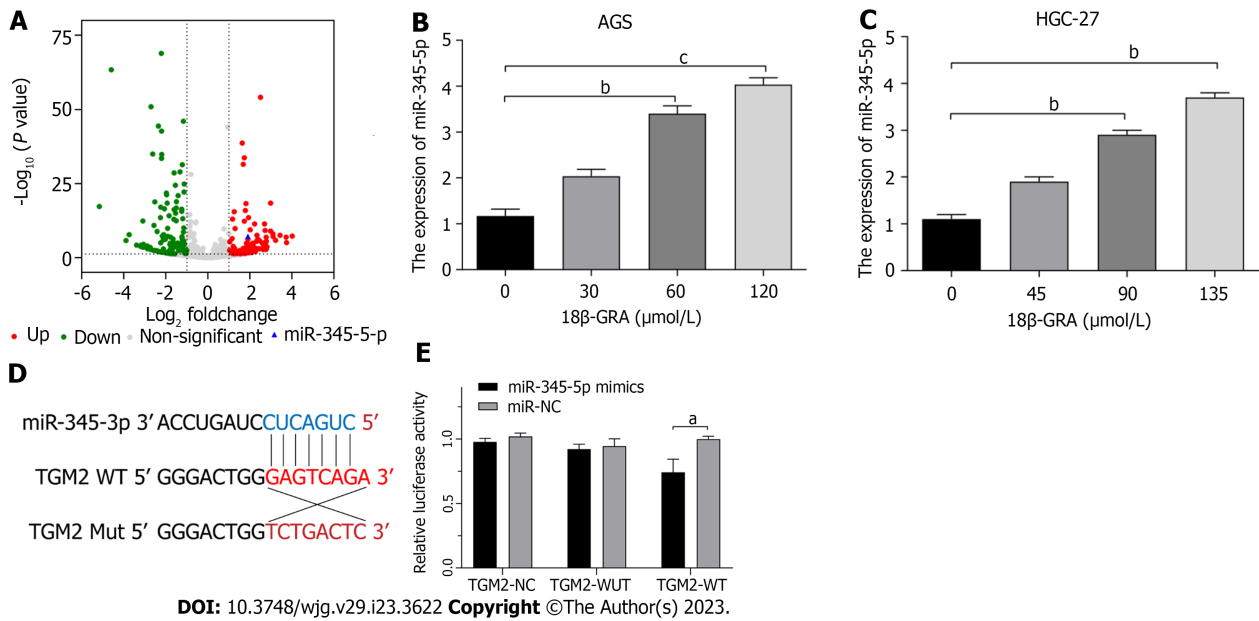 A
-Log10 (P value)
75
50
25
0
-6 -4 -2 0 2 4 6
Log2 foldchange
Up Down Non-significant miR-345-5-p
B
AGS
The expression of miR-345-5p
5
4
3
2
1
0
b
c
0 30 60 120
18β-GRA (μmol/L)
C
HGC-27
The expression of miR-345-5p
5
4
3
2
1
0
b
b
0 45 90 135
18β-GRA (μmol/L)
D
miR-345-3p 3′ ACCUGAUCCUCAGUC 5′
TGM2 WT 5′ GGGACTGGGAGTCAGA 3′
TGM2 Mut 5′ GGGACTGGTCTGACTC 3′
E
miR-345-5p mimics
miR-NC
Relative luciferase activity
1.0
0.5
0.0
a
TGM2-NC TGM2-WUT TGM2-WT
DOI: 10.3748/wjg.v29.i23.3622 Copyright ©The Author(s) 2023.